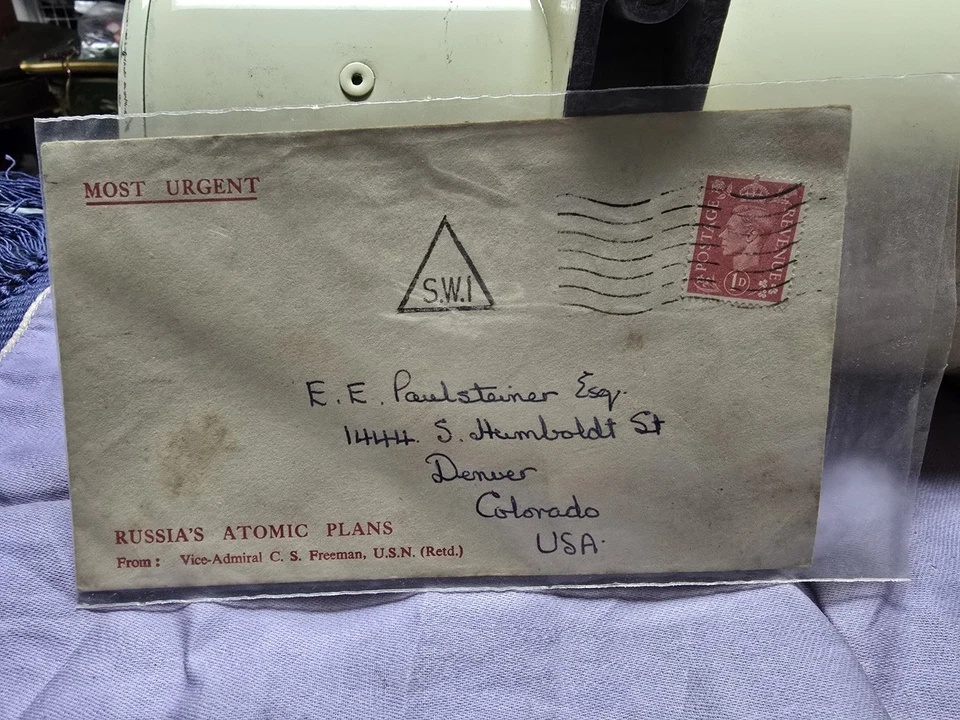 MOST URGENT
S.W.1
POSTAGE
REVENUE
1D
E. E. Paulsteiner Esq.
1444. S. Humboldt St
Denver
Colorado
USA.
RUSSIA'S ATOMIC PLANS
From: Vice-Admiral C. S. Freeman, U.S.N. (Retd.)